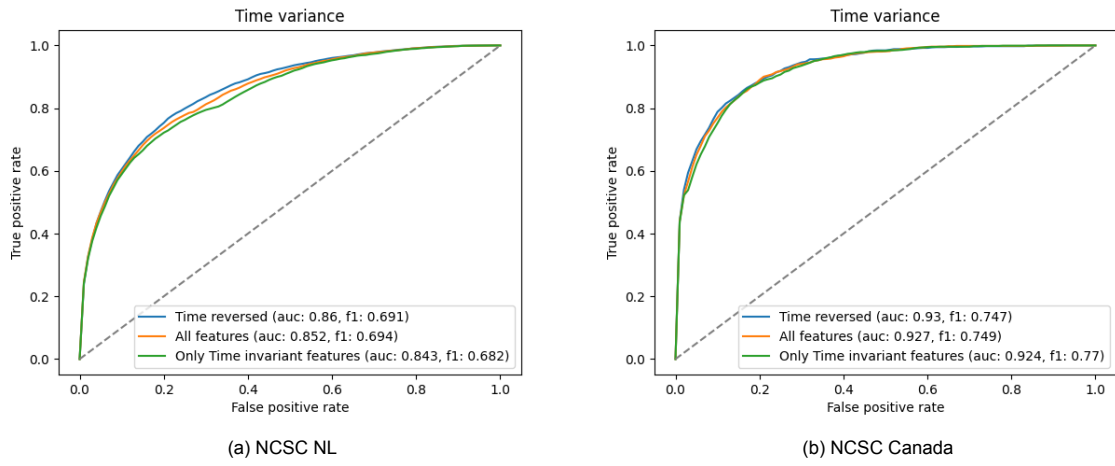 Time variance
1.0
0.8
0.6
0.4
0.2
0.0
True positive rate
Time reversed (auc: 0.86, f1: 0.691)
All features (auc: 0.852, f1: 0.694)
Only Time invariant features (auc: 0.843, f1: 0.682)
0.0 0.2 0.4 0.6 0.8 1.0
False positive rate
(a) NCSC NL
Time variance
1.0
0.8
0.6
0.4
0.2
0.0
True positive rate
Time reversed (auc: 0.93, f1: 0.747)
All features (auc: 0.927, f1: 0.749)
Only Time invariant features (auc: 0.924, f1: 0.77)
0.0 0.2 0.4 0.6 0.8 1.0
False positive rate
(b) NCSC Canada